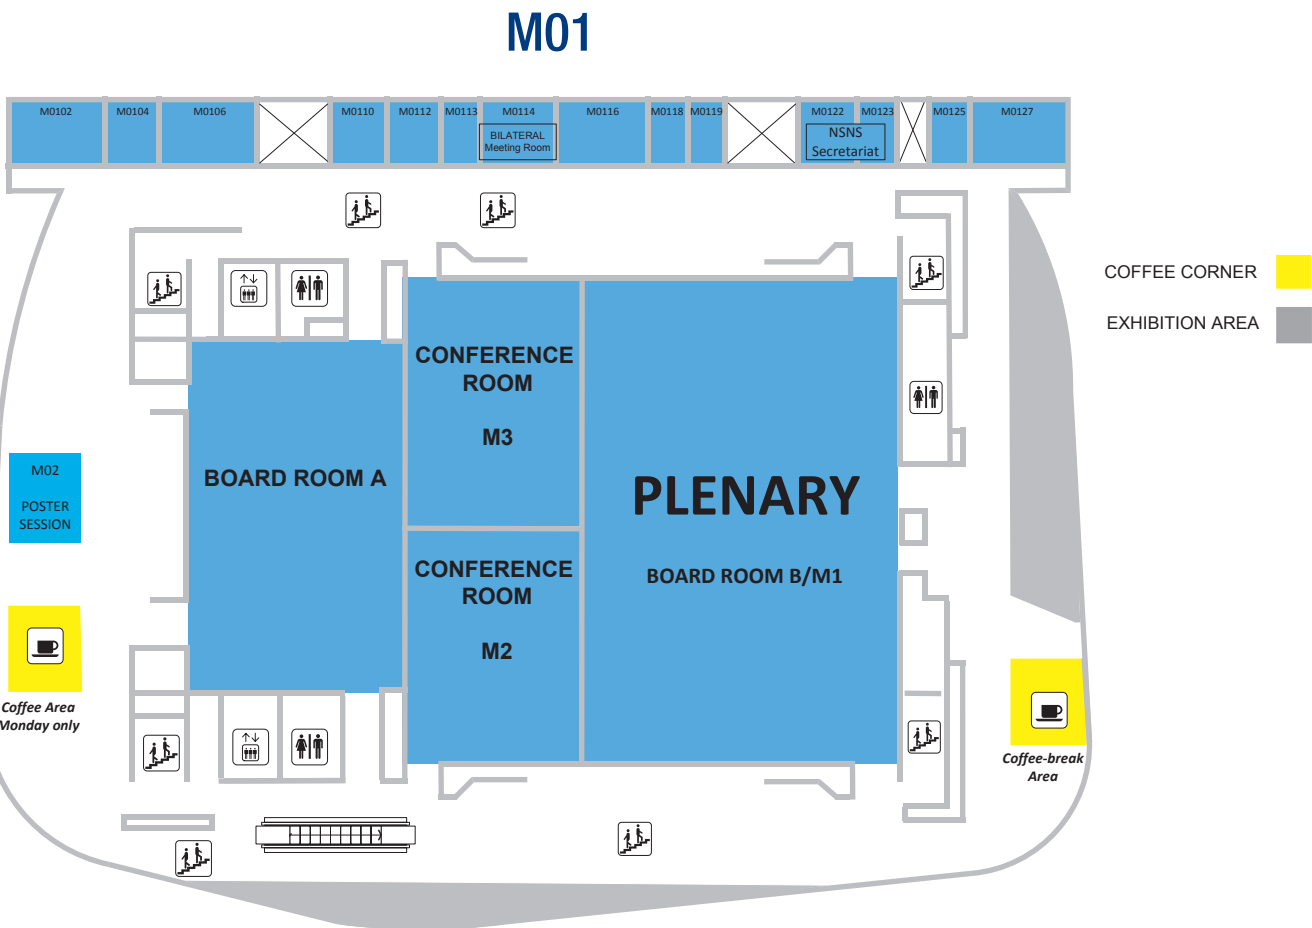 M01
M0102 M0104 M0106 M0110 M0112 M0113 M0114 M0116 M0118 M0119 M0122 M0123 M0125 M0127
BILATERAL
Meeting Room
NSNS
Secretariat
COFFEE CORNER
EXHIBITION AREA
CONFERENCE
ROOM
M3
BOARD ROOM A
PLENARY
BOARD ROOM B/M1
M02
POSTER
SESSION
CONFERENCE
ROOM
M2
Coffee Area
Monday only
Coffee-break
Area